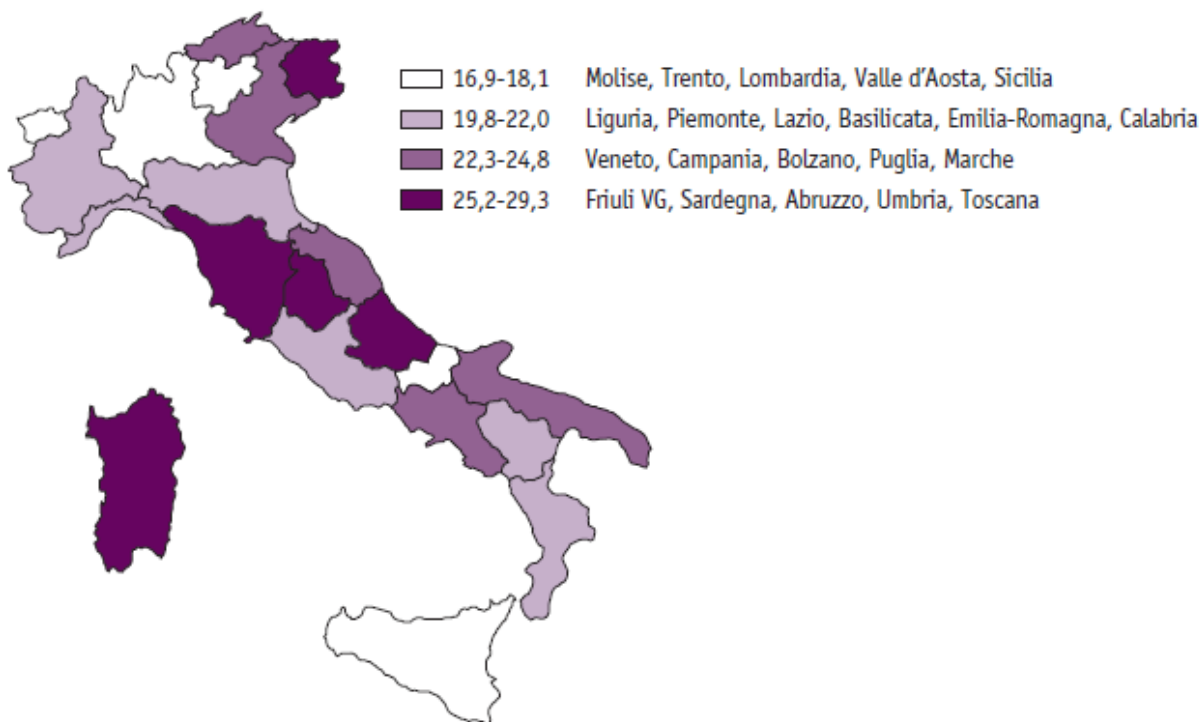 16,9-18,1 Molise, Trento, Lombardia, Valle d'Aosta, Sicilia
19,8-22,0 Liguria, Piemonte, Lazio, Basilicata, Emilia-Romagna, Calabria
22,3-24,8 Veneto, Campania, Bolzano, Puglia, Marche
25,2-29,3 Friuli VG, Sardegna, Abruzzo, Umbria, Toscana